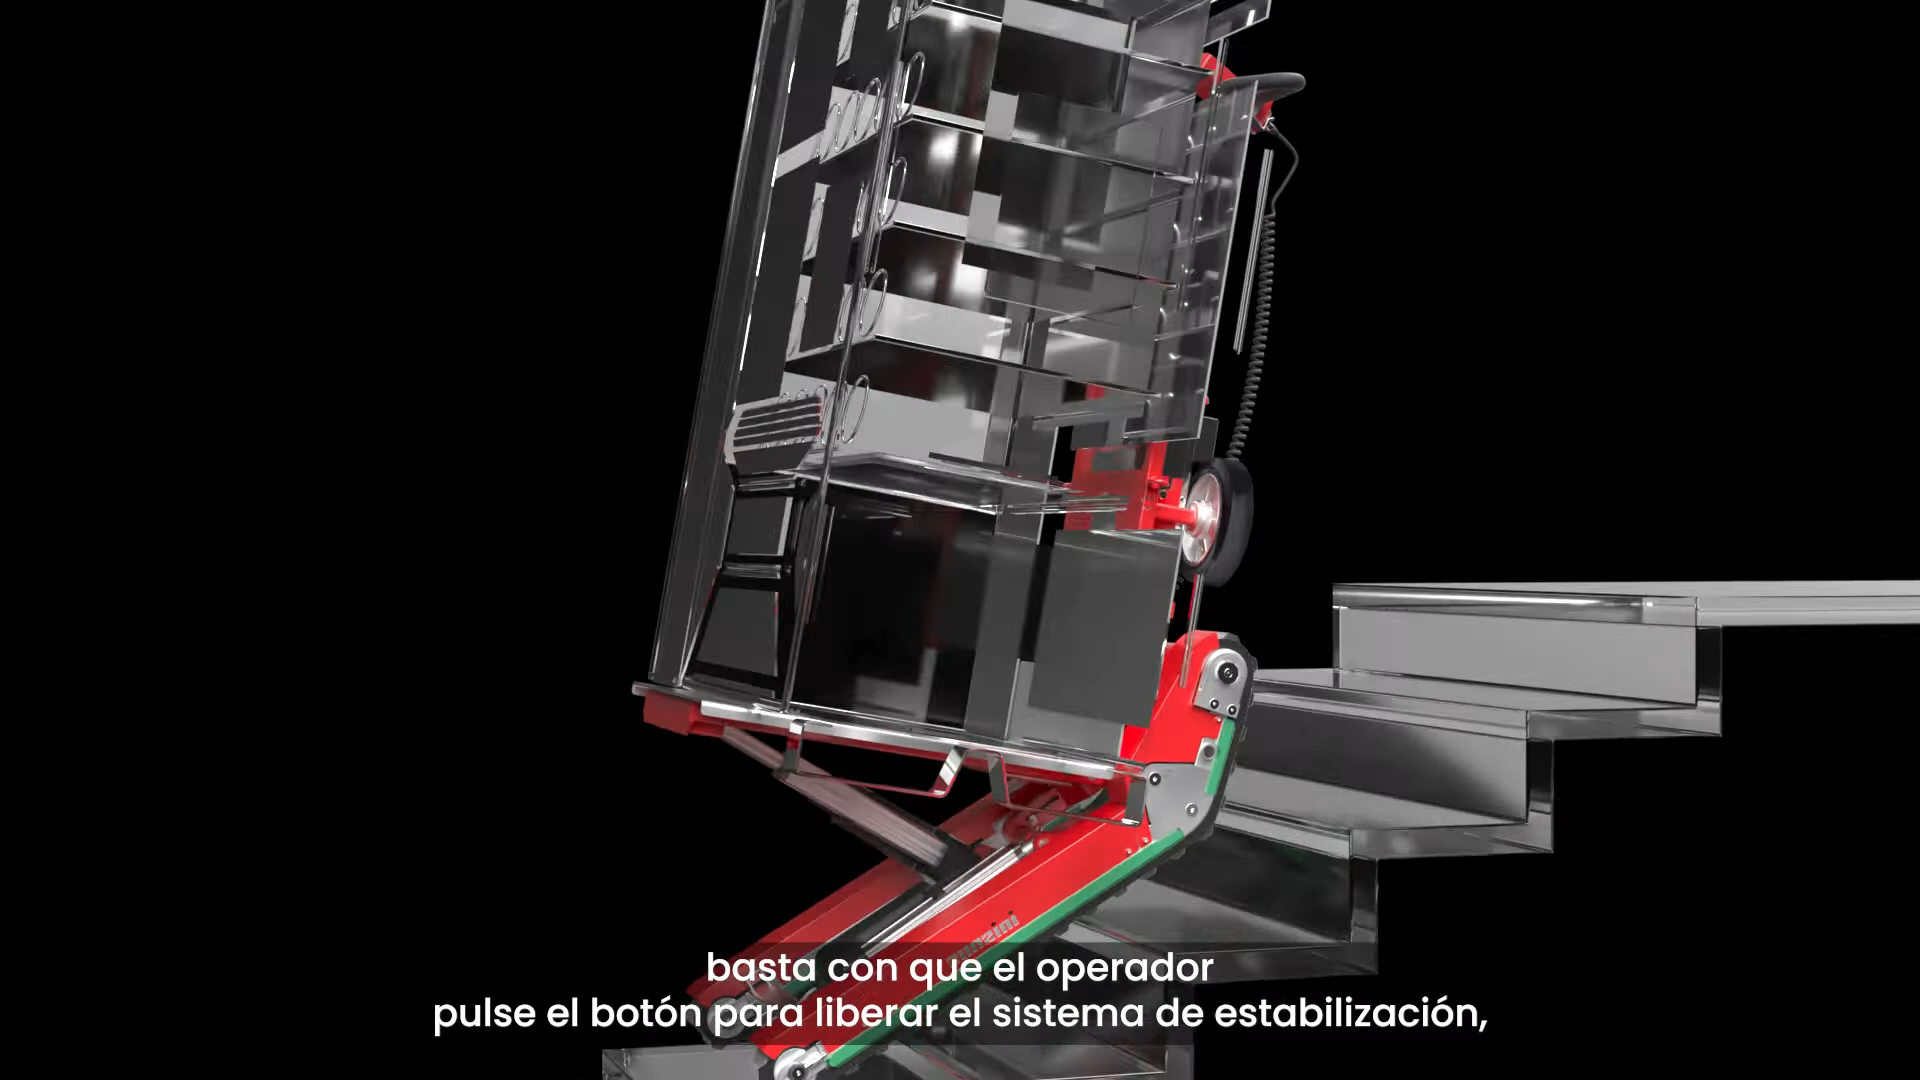 basta con que el operador
pulse el botón para liberar el sistema de estabilización,